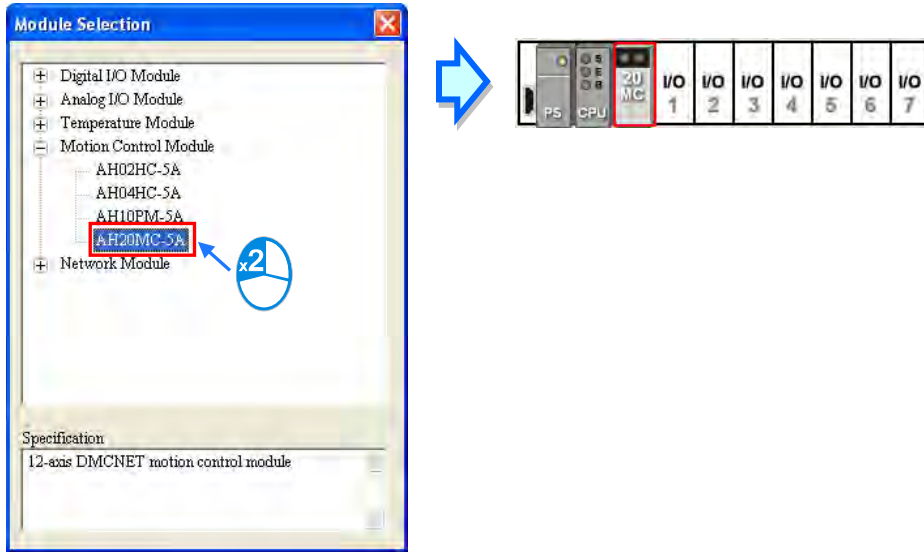 Module Selection
Digital I/O Module
Analog I/O Module
Temperature Module
Motion Control Module
AH02HC-5A
AH04HC-5A
AH10PM-5A
AH20MC-5A
Network Module
x2
Specification
12-axis DMCNET motion control module
PS
CPU
S
E
B
20
MC
I/O I/O I/O I/O I/O I/O I/O
1 2 3 4 5 6 7